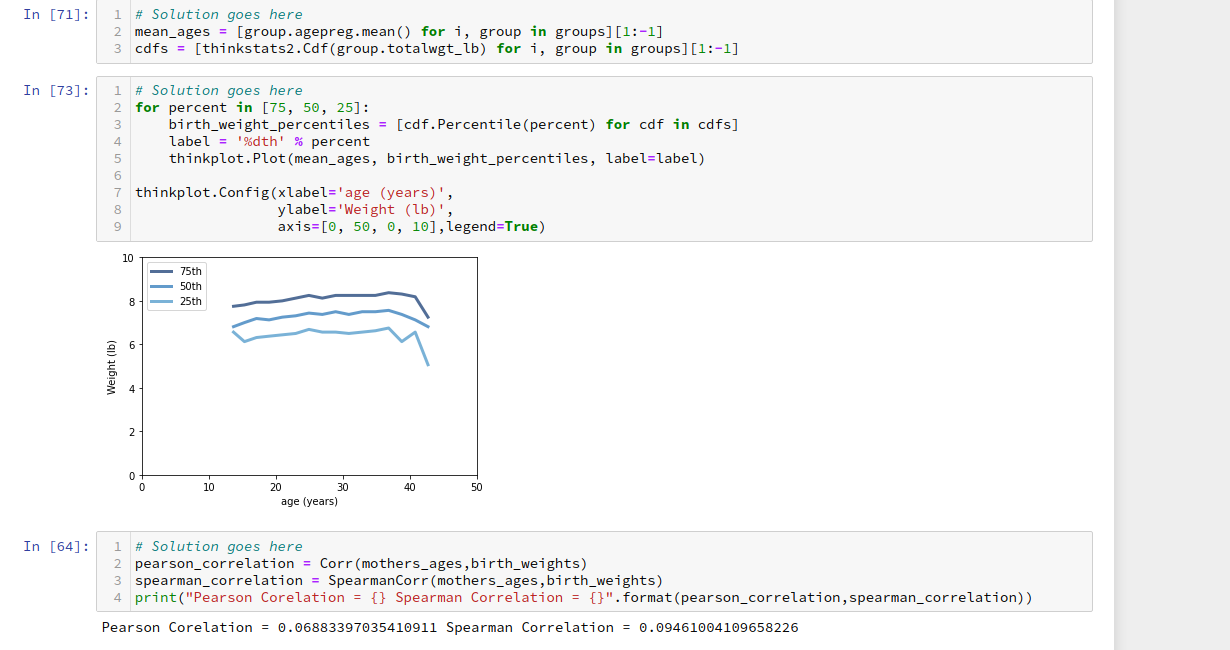 In [71]:
1 # Solution goes here
2 mean_ages = [group.agepreg.mean() for i, group in groups][1:-1]
3 cdfs = [thinkstats2.Cdf(group.totalwgt_lb) for i, group in groups][1:-1]
In [73]:
1 # Solution goes here
2 for percent in [75, 50, 25]:
3     birth_weight_percentiles = [cdf.Percentile(percent) for cdf in cdfs]
4     label = '%dth' % percent
5     thinkplot.Plot(mean_ages, birth_weight_percentiles, label=label)
6
7 thinkplot.Config(xlabel='age (years)',
8                  ylabel='Weight (lb)',
9                  axis=[0, 50, 0, 10],legend=True)
10
8
6
4
2
0
Weight (lb)
75th
50th
25th
0 10 20 30 40 50
age (years)
In [64]:
1 # Solution goes here
2 pearson_correlation = Corr(mothers_ages,birth_weights)
3 spearman_correlation = SpearmanCorr(mothers_ages,birth_weights)
4 print("Pearson Corelation = {} Spearman Correlation = {}".format(pearson_correlation,spearman_correlation))
Pearson Corelation = 0.06883397035410911 Spearman Correlation = 0.09461004109658226